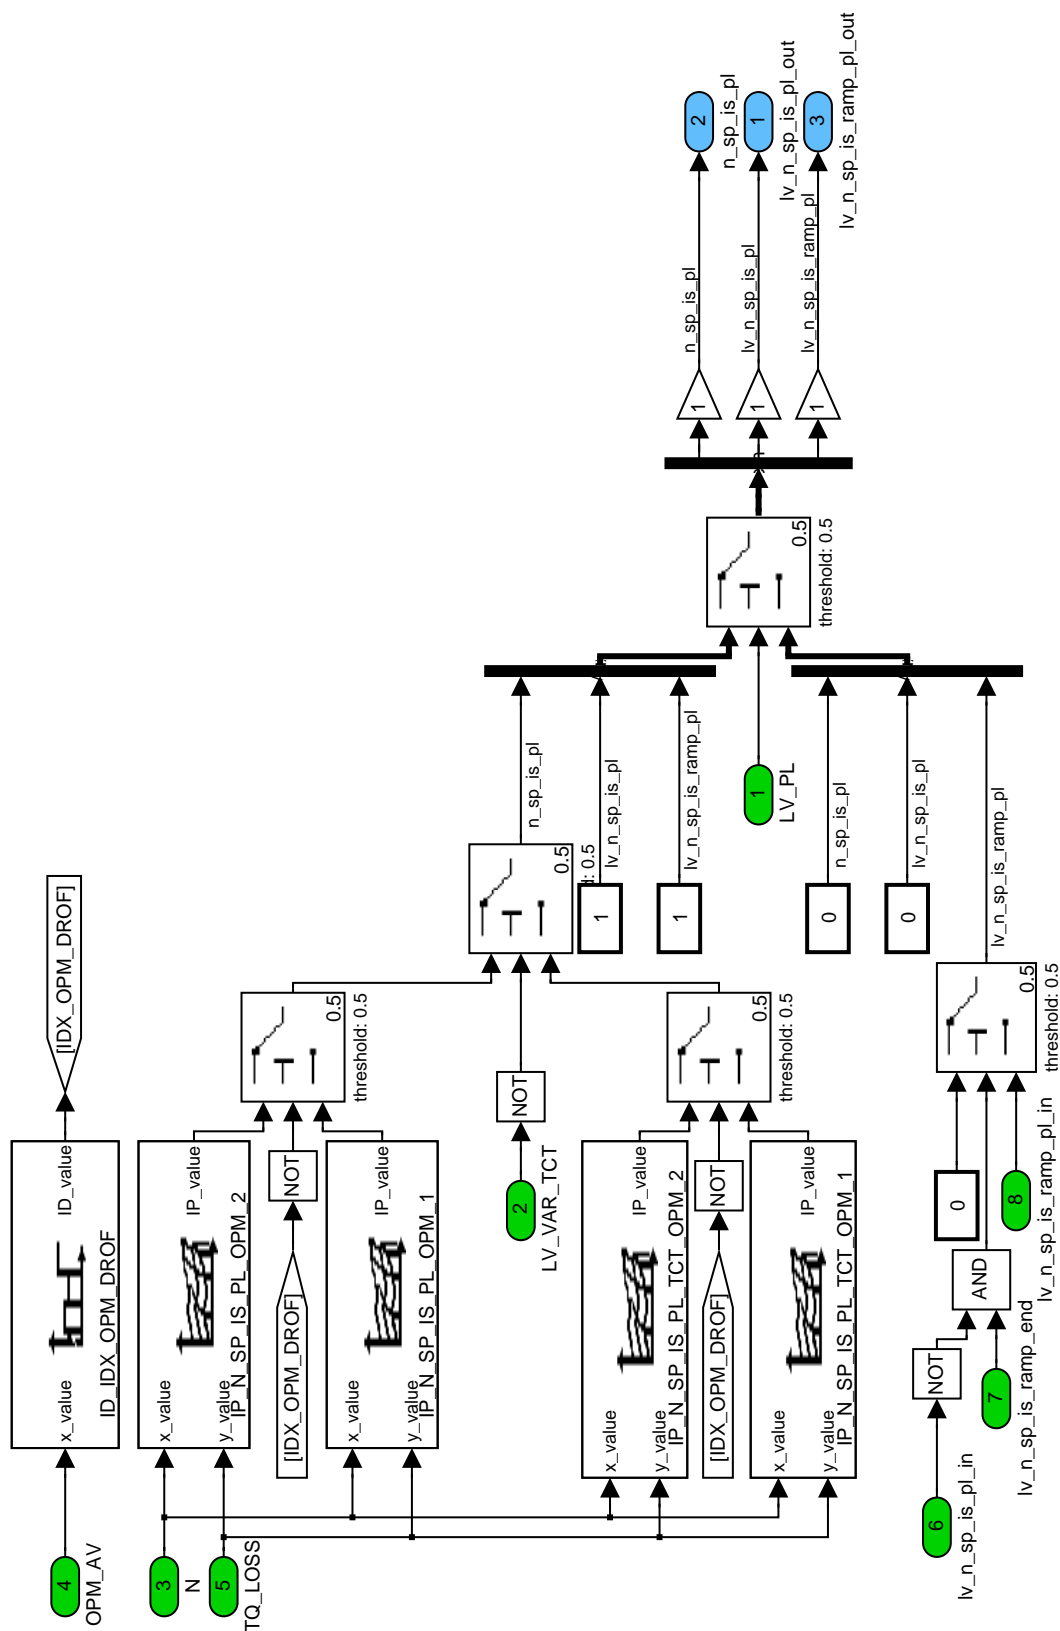 4
OPM_AV
x_value
ID_value
ID_IDX_OPM_DROF
[IDX_OPM_DROF]
3
N
5
TQ_LOSS
x_value
y_value
IP_value
IP_N_SP_IS_PL_OPM_2
[IDX_OPM_DROF]
NOT
0.5
threshold: 0.5
x_value
y_value
IP_value
IP_N_SP_IS_PL_OPM_1
2
LV_VAR_TCT
NOT
0.5
d: 0.5
n_sp_is_pl
x_value
y_value
IP_value
IP_N_SP_IS_PL_TCT_OPM_2
[IDX_OPM_DROF]
NOT
0.5
threshold: 0.5
x_value
y_value
IP_value
IP_N_SP_IS_PL_TCT_OPM_1
1
lv_n_sp_is_pl
1
lv_n_sp_is_ramp_pl
1
LV_PL
0
n_sp_is_pl
0
lv_n_sp_is_pl
6
lv_n_sp_is_pl_in
NOT
7
lv_n_sp_is_ramp_end
AND
0
8
lv_n_sp_is_ramp_pl_in
0.5
threshold: 0.5
lv_n_sp_is_ramp_pl
0.5
threshold: 0.5
1
n_sp_is_pl
2
n_sp_is_pl
1
lv_n_sp_is_pl
1
lv_n_sp_is_pl_out
1
lv_n_sp_is_ramp_pl
3
lv_n_sp_is_ramp_pl_out